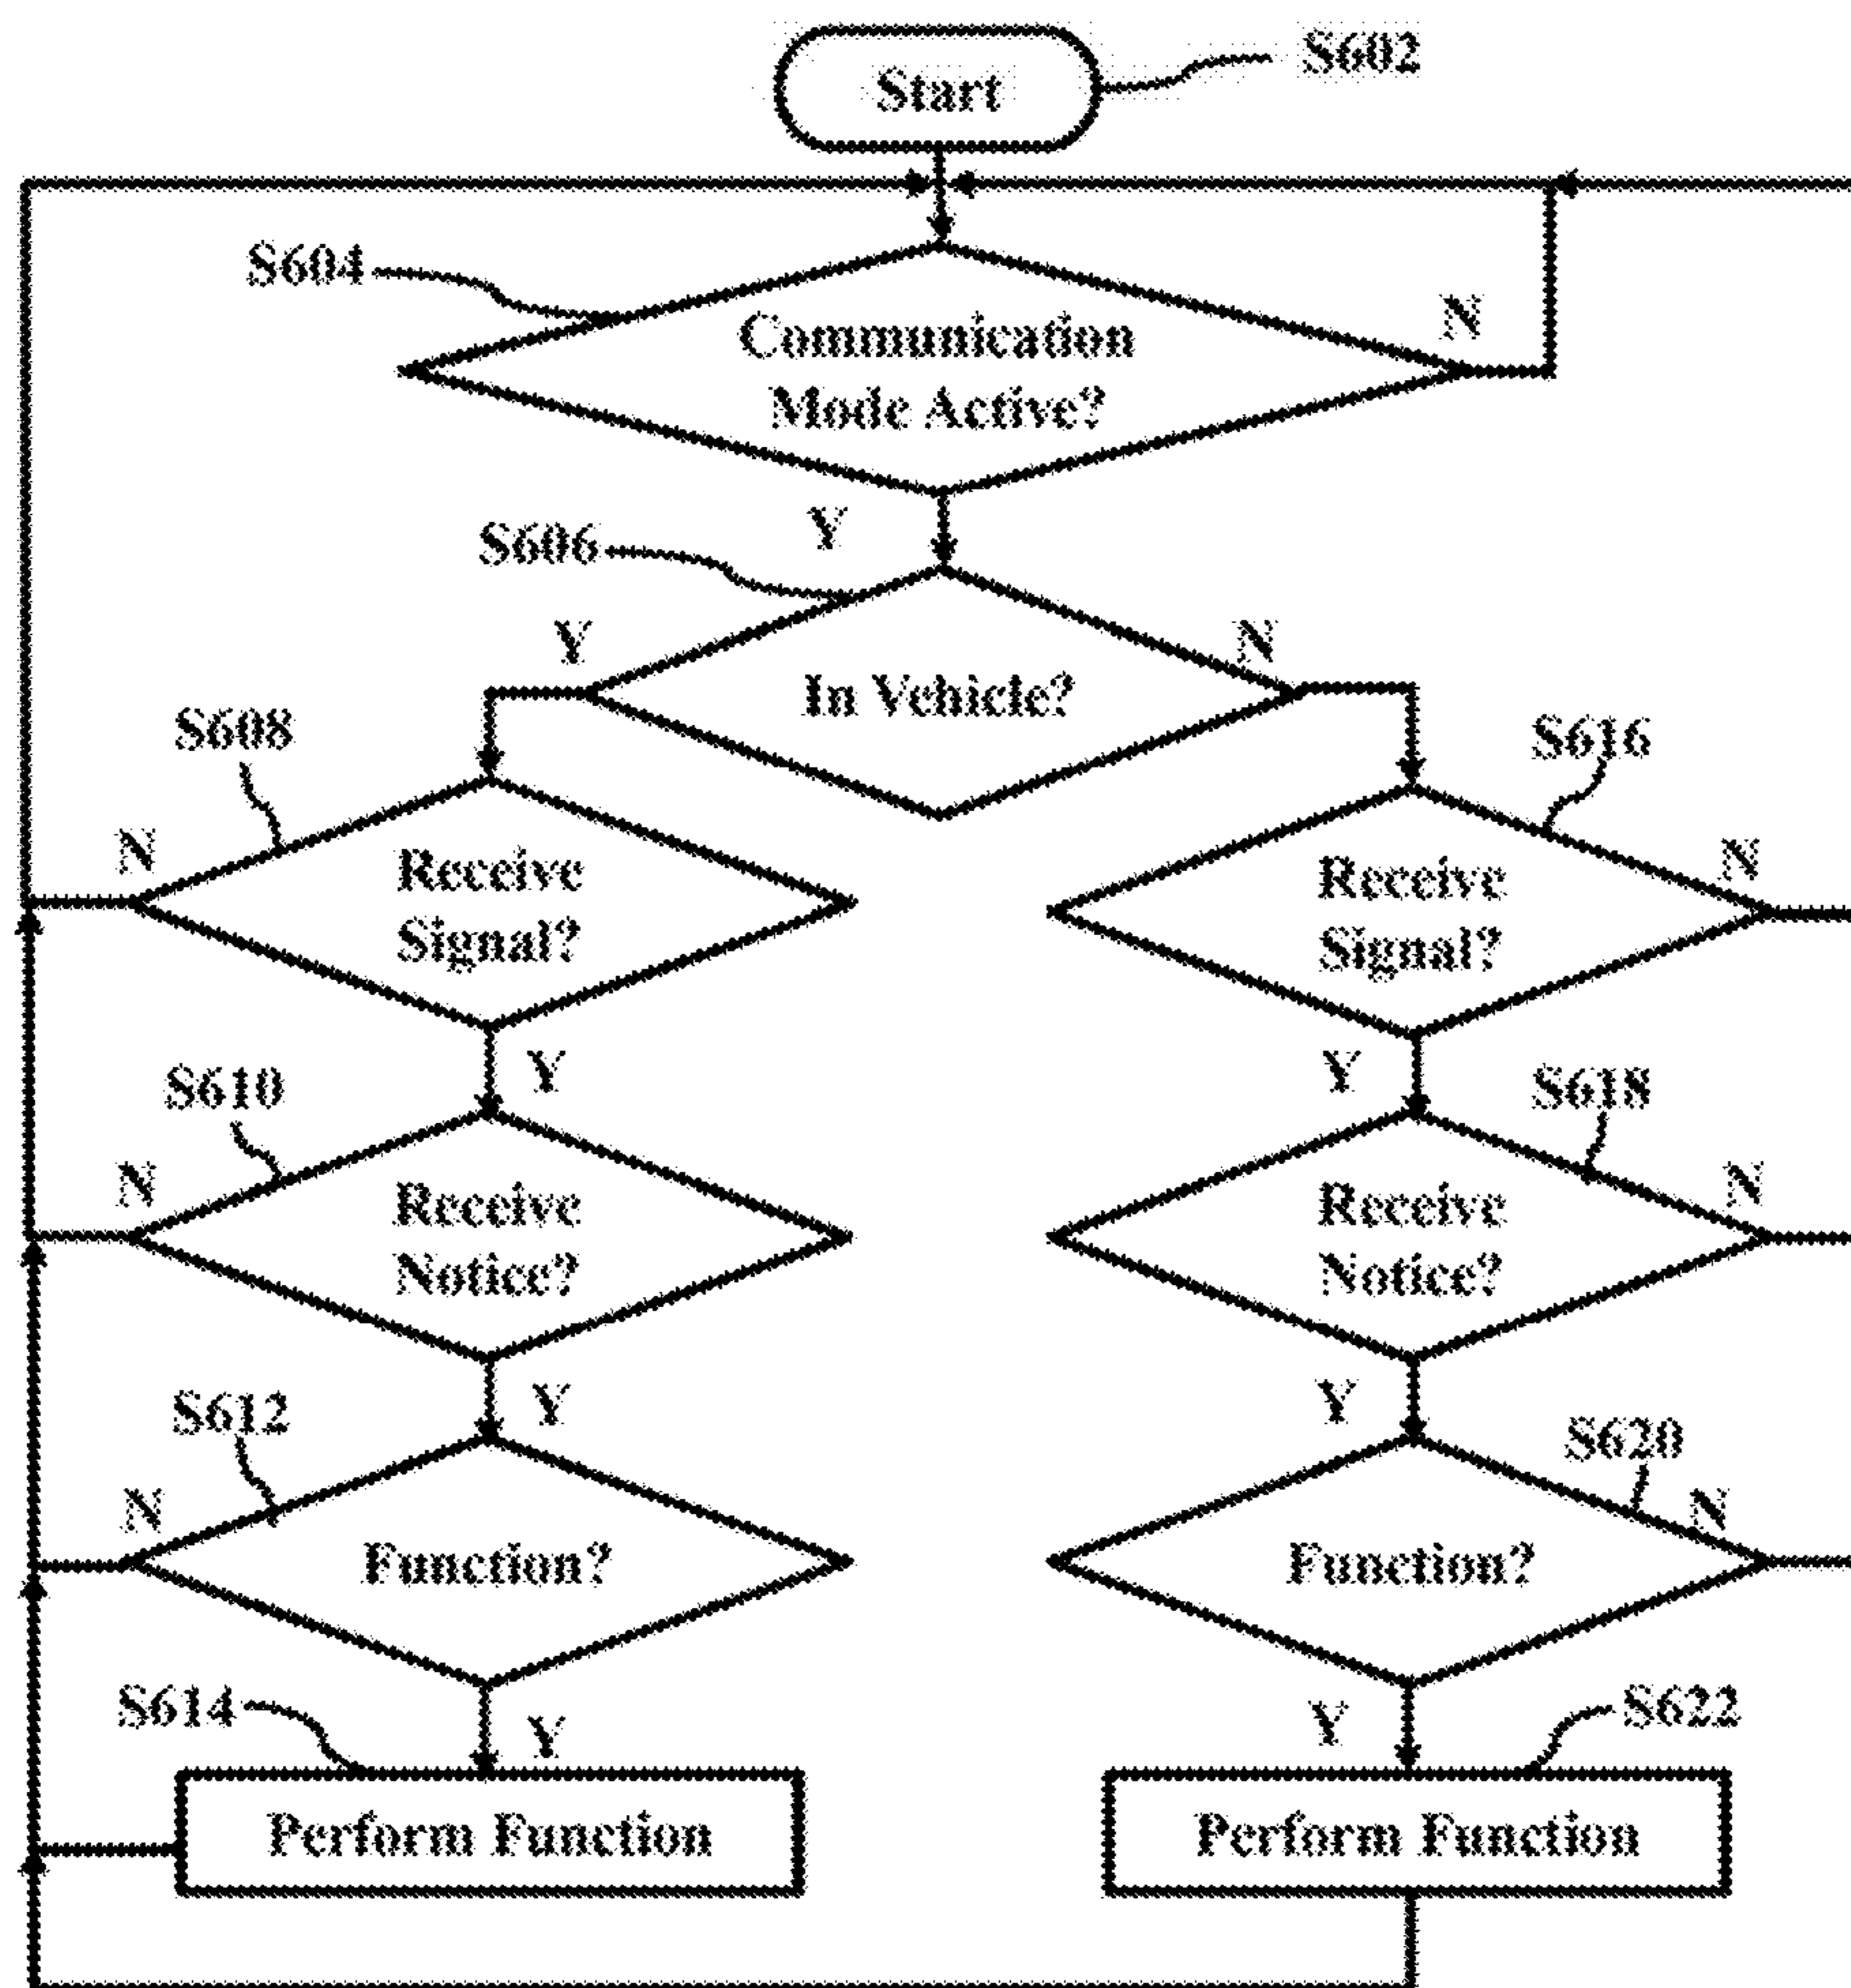 Start
S602
S604
Communication
Mode Active?
N
Y
S606
Y
In Vehicle?
N
S608
N
Receive
Signal?
S616
Receive
Signal?
N
Y
Y
S610
N
Receive
Notice?
S618
Receive
Notice?
N
Y
Y
S612
N
Function?
S620
Function?
N
S614
Y
Y
S622
Perform Function
Perform Function